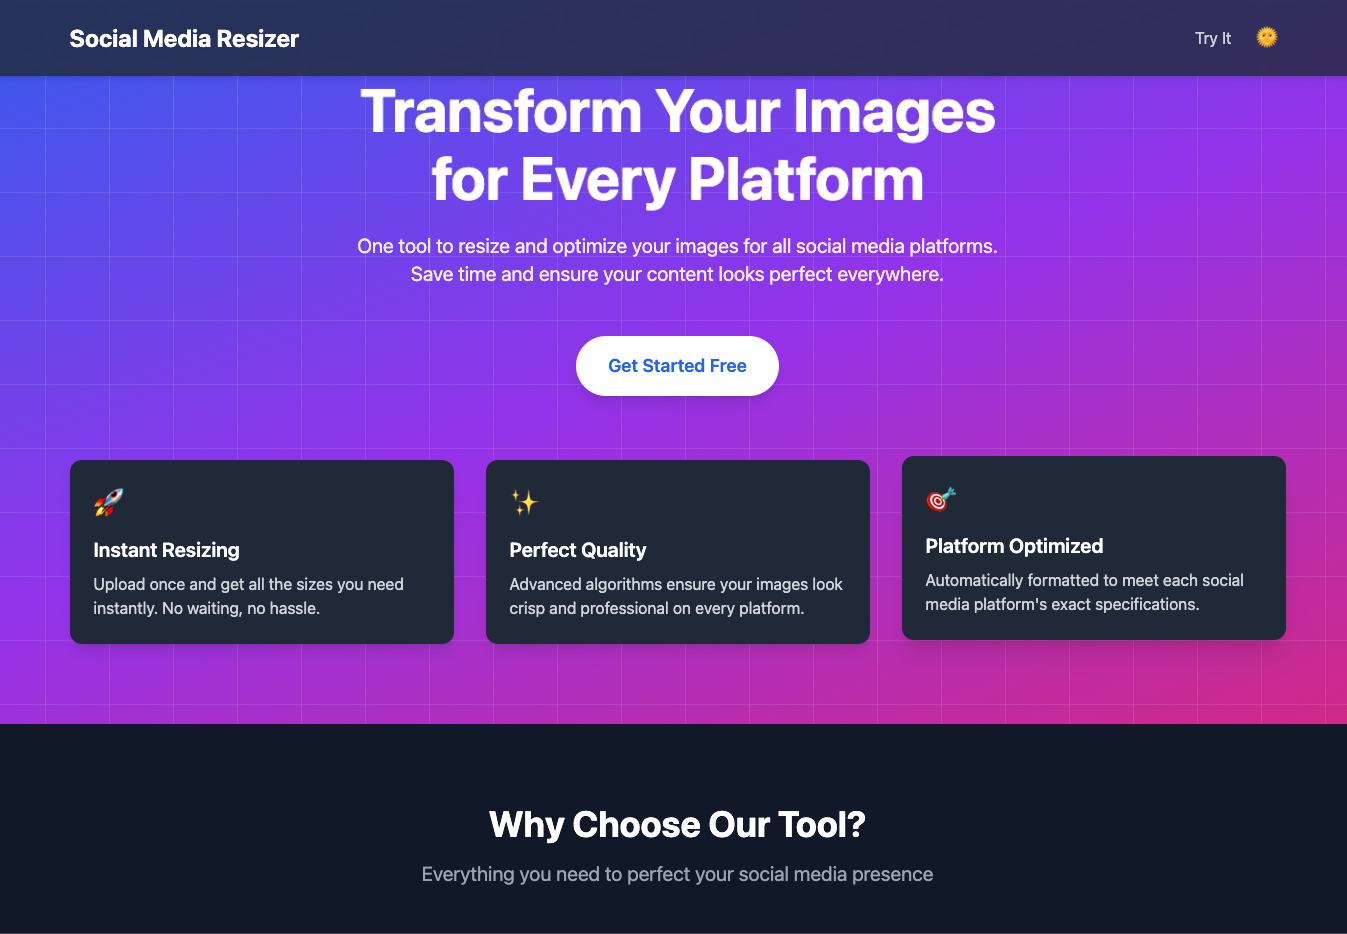 Social Media Resizer
Try It
Transform Your Images
for Every Platform
One tool to resize and optimize your images for all social media platforms.
Save time and ensure your content looks perfect everywhere.
Get Started Free
Instant Resizing
Upload once and get all the sizes you need
instantly. No waiting, no hassle.
Perfect Quality
Advanced algorithms ensure your images look
crisp and professional on every platform.
Platform Optimized
Automatically formatted to meet each social
media platform's exact specifications.
Why Choose Our Tool?
Everything you need to perfect your social media presence